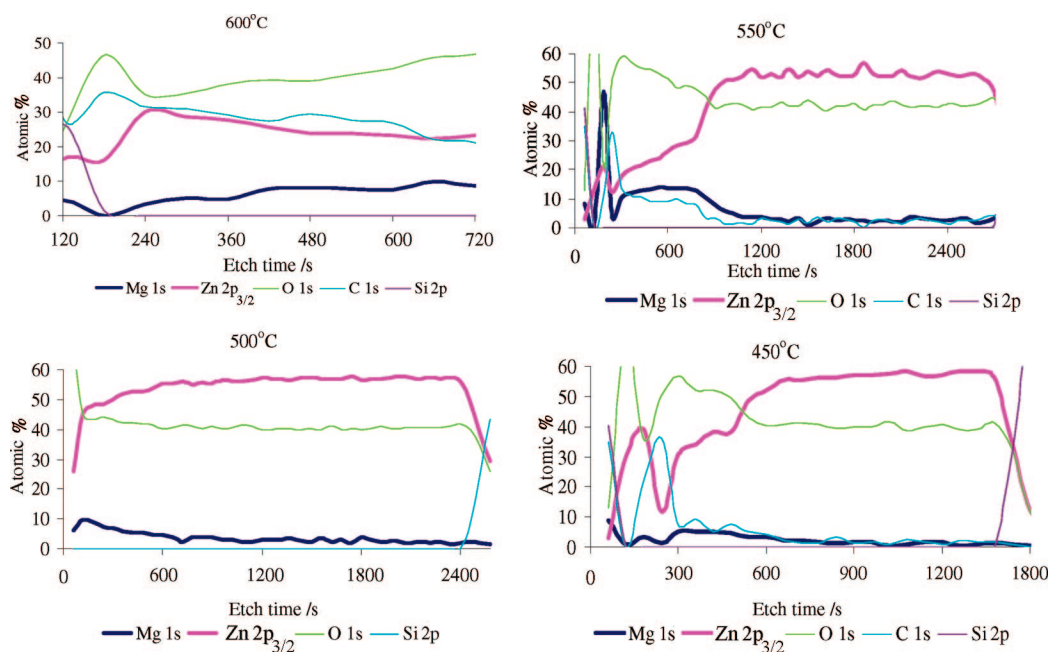 600°C
50
40
30
20
10
0
Atomic %
120 240 360 480 600 720
Etch time /s
Mg 1s Zn 2p3/2 O 1s C 1s Si 2p
550°C
60
50
40
30
20
10
0
Atomic %
0 600 1200 1800 2400
Etch time /s
Mg 1s Zn 2p3/2 O 1s C 1s Si 2p
500°C
60
50
40
30
20
10
0
Atomic %
0 600 1200 1800 2400
Etch time /s
Mg 1s Zn 2p3/2 O 1s Si 2p
450°C
60
50
40
30
20
10
0
Atomic %
0 300 600 900 1200 1800
Etch time /s
Mg 1s Zn 2p3/2 O 1s C 1s Si 2p